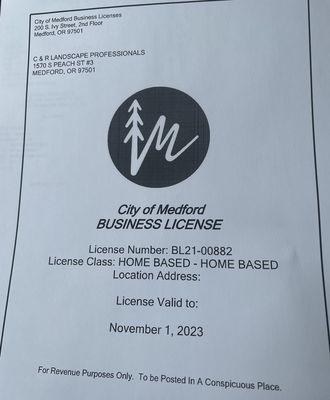 City of Medford Business Licenses
200 S. Ivy Street, 2nd Floor
Medford, OR 97501
C & R LANDSCAPE PROFESSIONALS
1570 S PEACH ST #3
MEDFORD, OR 97501
M
City of Medford
BUSINESS LICENSE
License Number: BL21-00882
License Class: HOME BASED - HOME BASED
Location Address:
License Valid to:
November 1, 2023
For Revenue Purposes Only. To be Posted In A Conspicuous Place.